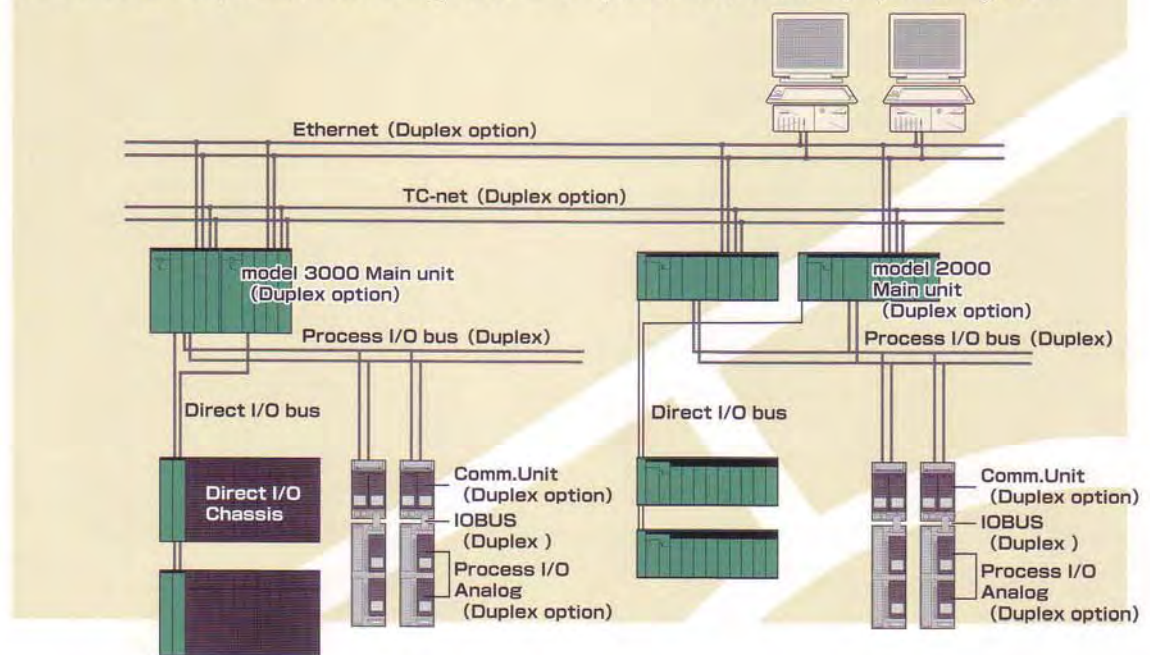 Ethernet (Duplex option)
TC-net (Duplex option)
model 3000 Main unit
(Duplex option)
model 2000
Main unit
(Duplex option)
Process I/O bus (Duplex)
Process I/O bus (Duplex)
Direct I/O bus
Direct I/O bus
Direct I/O
Chassis
Comm.Unit
(Duplex option)
IOBUS
(Duplex )
Process I/O
Analog
(Duplex option)
Comm.Unit
(Duplex option)
IOBUS
(Duplex )
Process I/O
Analog
(Duplex option)